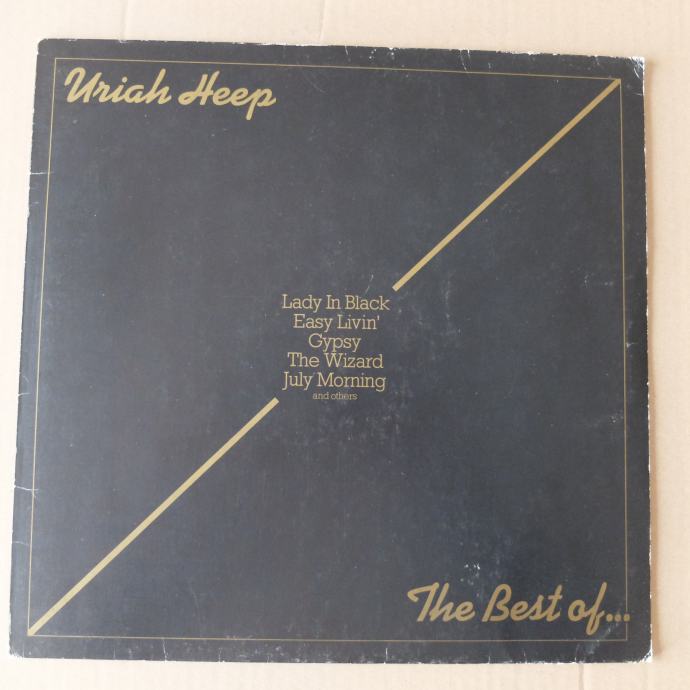 Uriah Heep
Lady In Black
Easy Livin'
Gypsy
The Wizard
July Morning
and others
The Best of...